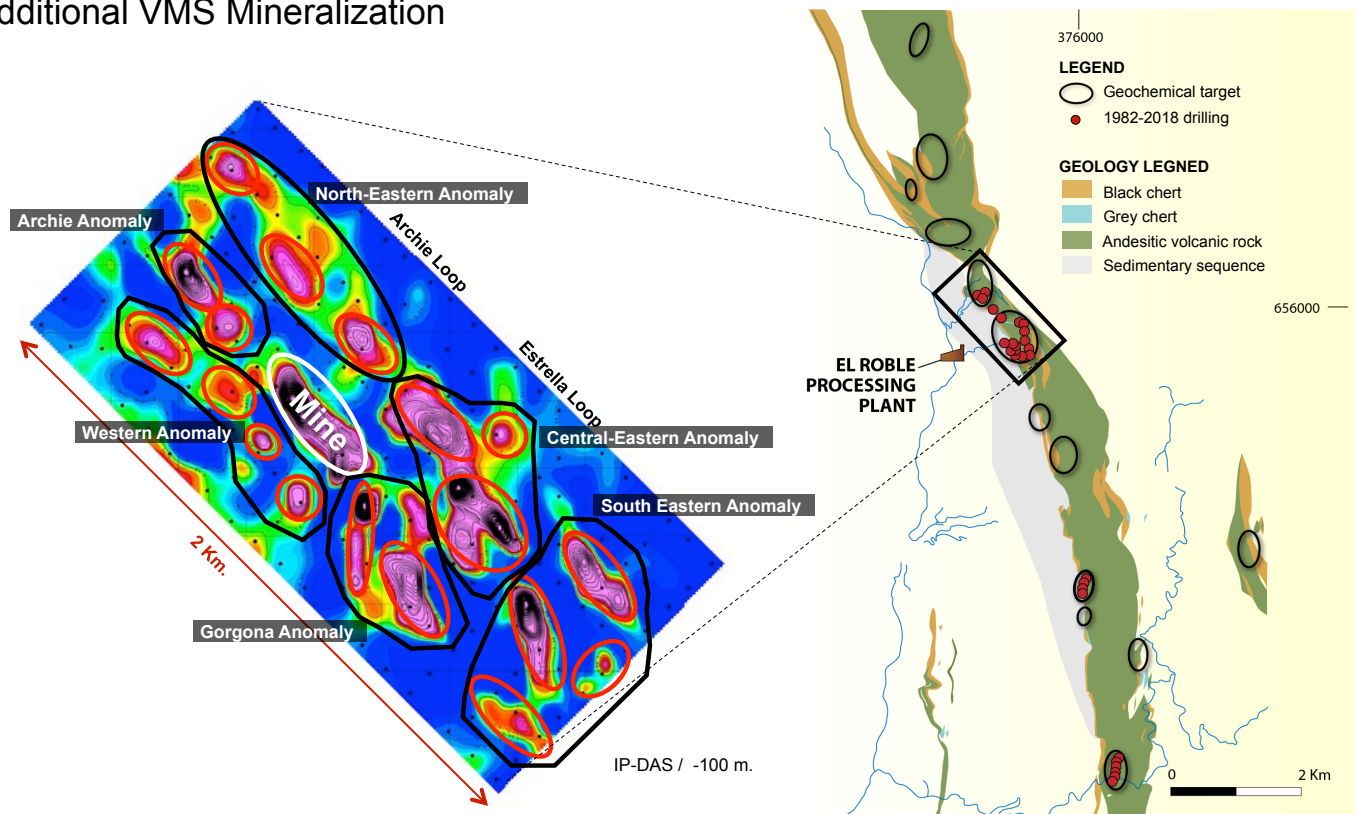 dditional VMS Mineralization
North-Eastern Anomaly
Archie Anomaly
Archie Loop
Estrella Loop
Mine
Western Anomaly
Central-Eastern Anomaly
South Eastern Anomaly
2 Km.
Gorgona Anomaly
IP-DAS / -100 m.
376000
LEGEND
Geochemical target
1982-2018 drilling
GEOLOGY LEGNED
Black chert
Grey chert
Andesitic volcanic rock
Sedimentary sequence
656000
EL ROBLE
PROCESSING
PLANT
0 2 Km